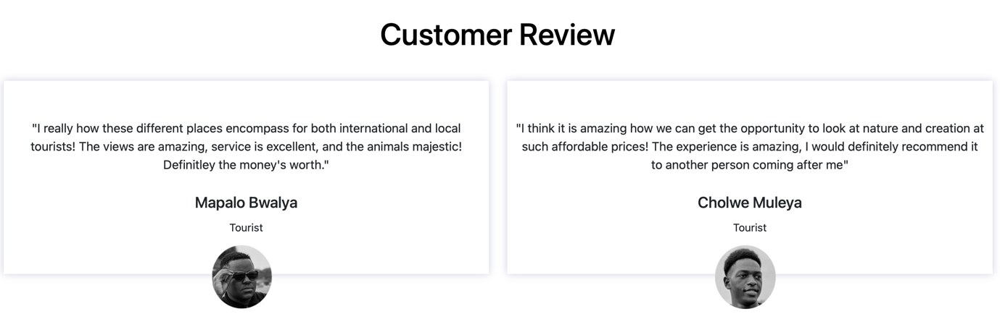 Customer Review
"I really how these different places encompass for both international and local
tourists! The views are amazing, service is excellent, and the animals majestic!
Definitley the money's worth."
Mapalo Bwalya
Tourist
"I think it is amazing how we can get the opportunity to look at nature and creation at
such affordable prices! The experience is amazing, I would definitely recommend it
to another person coming after me"
Cholwe Muleya
Tourist